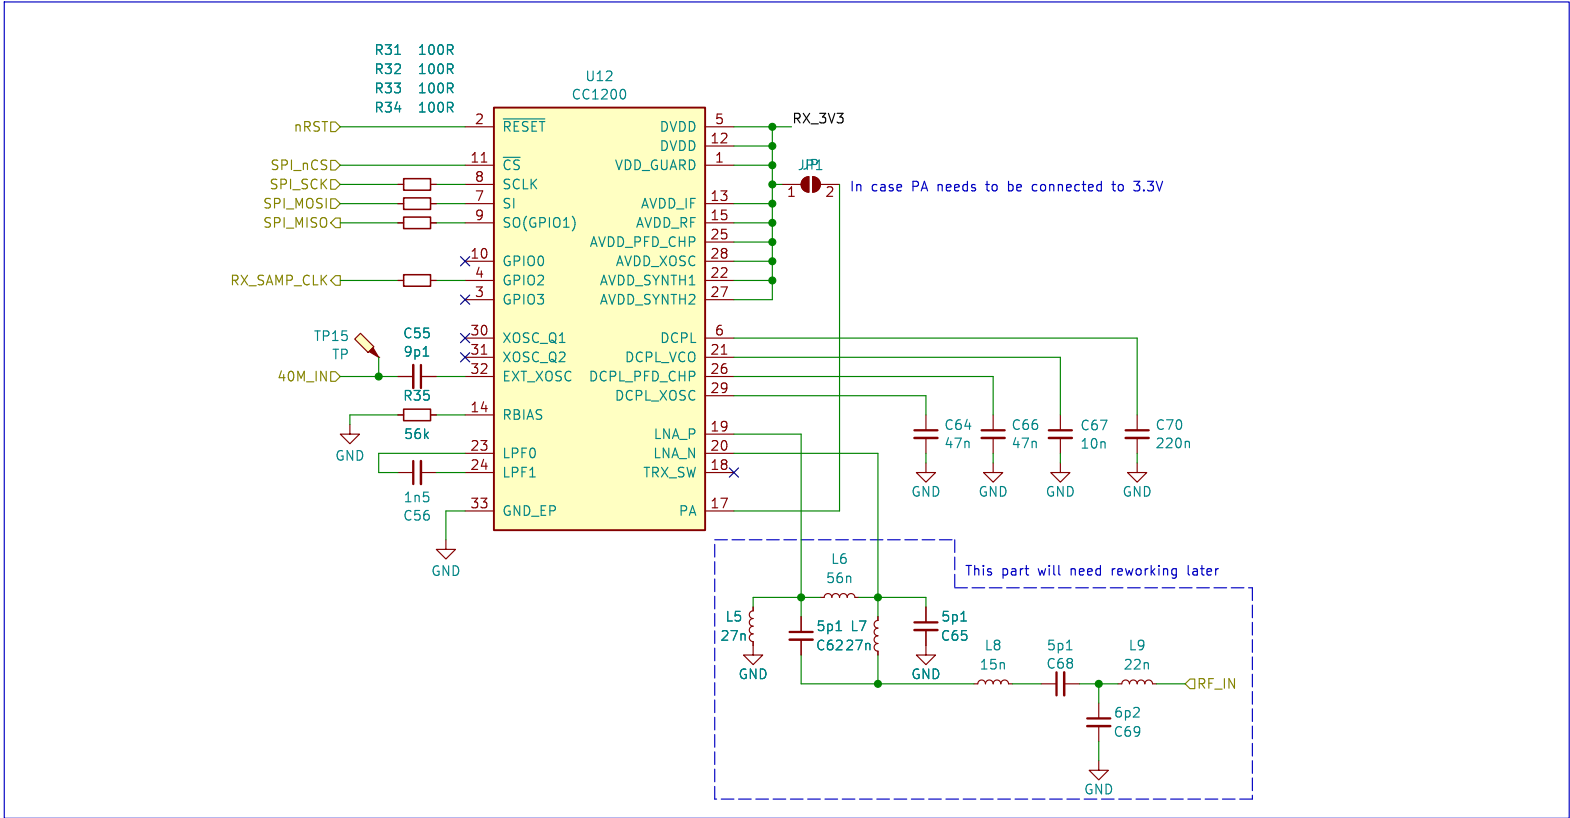 R31 100R
R32 100R
R33 100R
R34 100R
U12
CC1200
nRST 2 RESET DVDD 5 RX_3V3
DVDD 12
SPI_nCS 11 CS VDD_GUARD 1
JP1
SPI_SCK 8 SCLK 1 2 In case PA needs to be connected to 3.3V
SPI_MOSI 7 SI AVDD_IF 13
SPI_MISO 9 SO(GPIO1) AVDD_RF 15
AVDD_PFD_CHP 25
10 GPIO0 AVDD_XOSC 28
RX_SAMP_CLK 4 GPIO2 AVDD_SYNTH1 22
3 GPIO3 AVDD_SYNTH2 27
TP15
TP
C55
9p1
30 XOSC_Q1 DCPL 6
31 XOSC_Q2 DCPL_VCO 21
40M_IN 32 EXT_XOSC DCPL_PFD_CHP 26
DCPL_XOSC 29
R35
56k
14 RBIAS
GND
LNA_P 19
23 LPF0 LNA_N 20
24 LPF1 TRX_SW 18
1n5
C56
33 GND_EP PA 17
GND
C64
47n
GND
C66
47n
GND
C67
10n
GND
C70
220n
GND
This part will need reworking later
L6
56n
L5
27n
GND
5p1
C62
L7
27n
5p1
C65
GND
L8
15n
5p1
C68
L9
22n
RF_IN
6p2
C69
GND